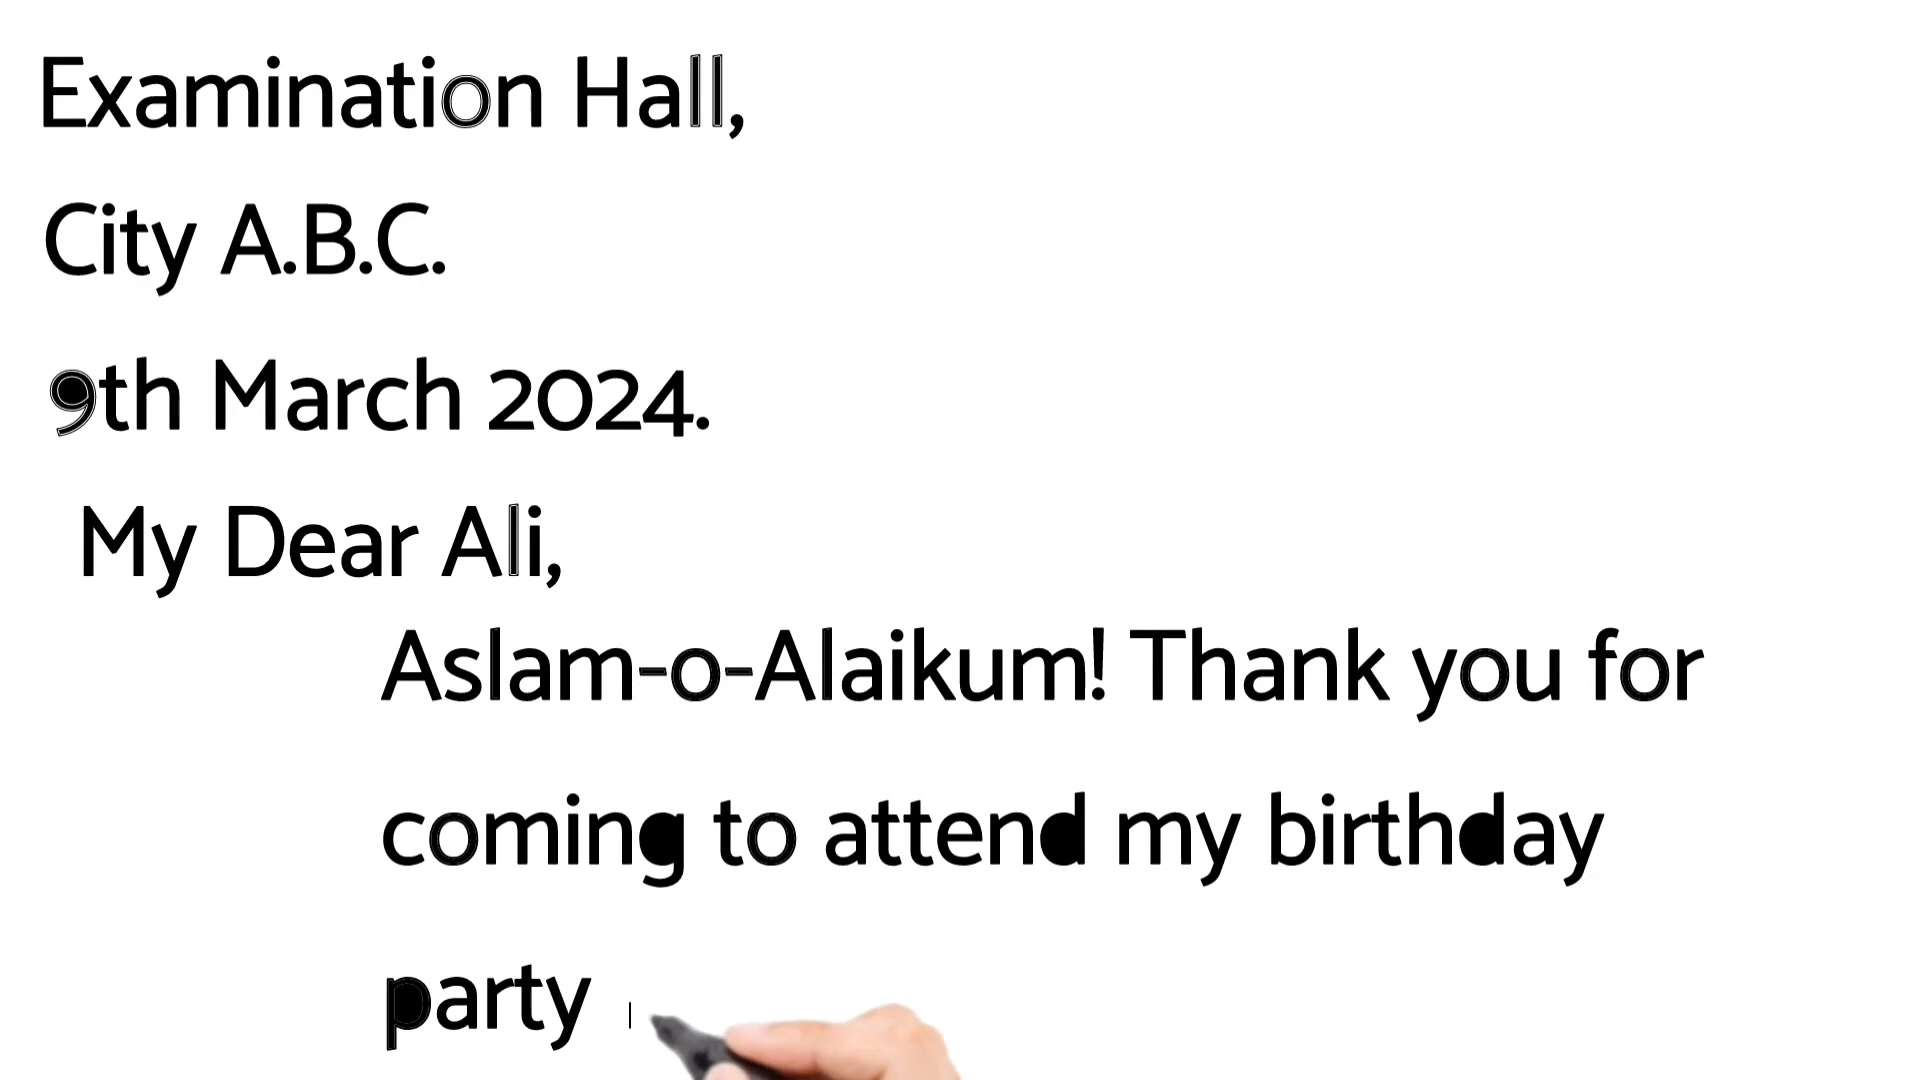 Examination Hall,
City A.B.C.
9th March 2024.
My Dear Ali,
Aslam-o-Alaikum! Thank you for
coming to attend my birthday
party